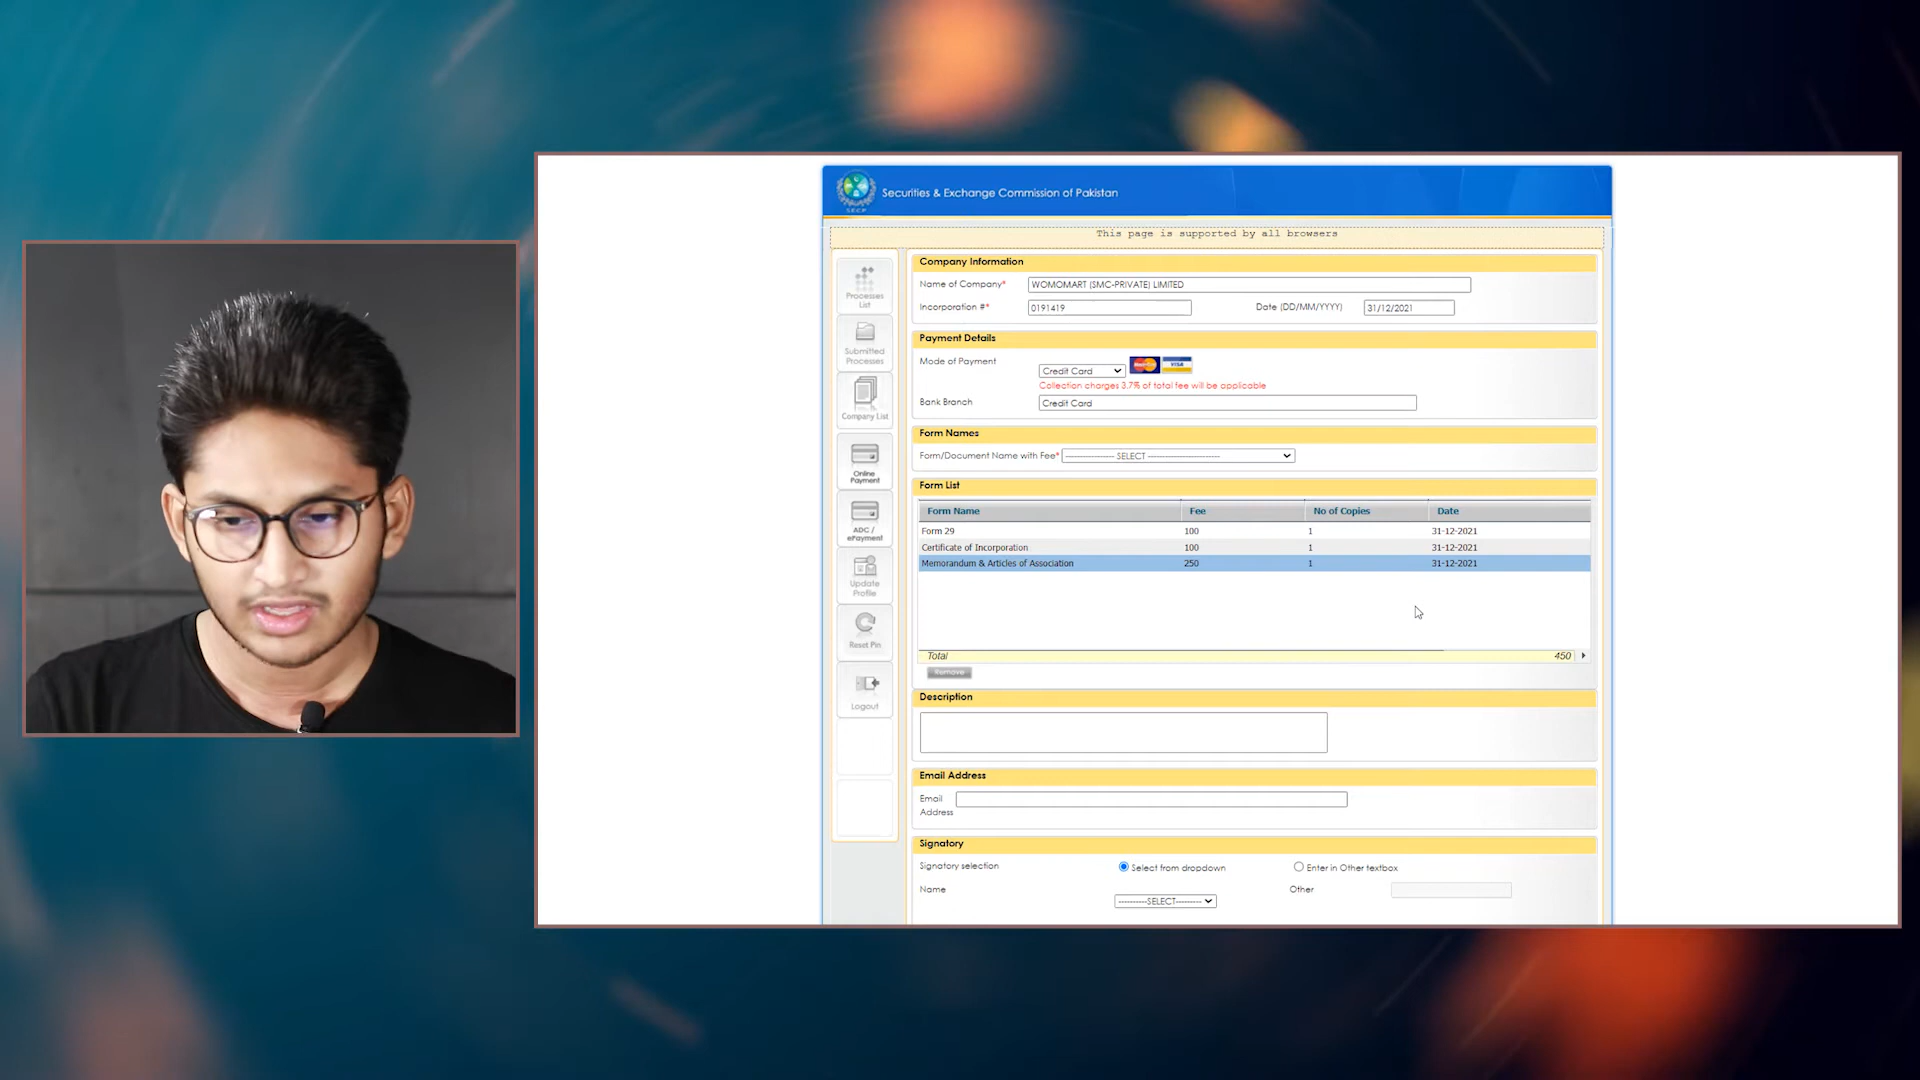 SECP
Securities & Exchange Commission of Pakistan
This page is supported by all browsers
Processes List
Submitted Processes
Company List
Online Payment
ADC / ePayment
Update Profile
Reset Pin
Logout
Company Information
Name of Company* WOMOMART (SMC-PRIVATE) LIMITED
Incorporation #* 0191419 Date (DD/MM/YYYY) 31/12/2021
Payment Details
Mode of Payment Credit Card MasterCard VISA
Collection charges 3.7% of total fee will be applicable
Bank Branch Credit Card
Form Names
Form/Document Name with Fee* ----------------- SELECT -------------------------
Form List
Form Name Fee No of Copies Date
Form 29 100 1 31-12-2021
Certificate of Incorporation 100 1 31-12-2021
Memorandum & Articles of Association 250 1 31-12-2021
Total 450
Remove
Description
Email Address
Email Address
Signatory
Signatory selection Select from dropdown Enter in Other textbox
Name ----------SELECT--------- Other